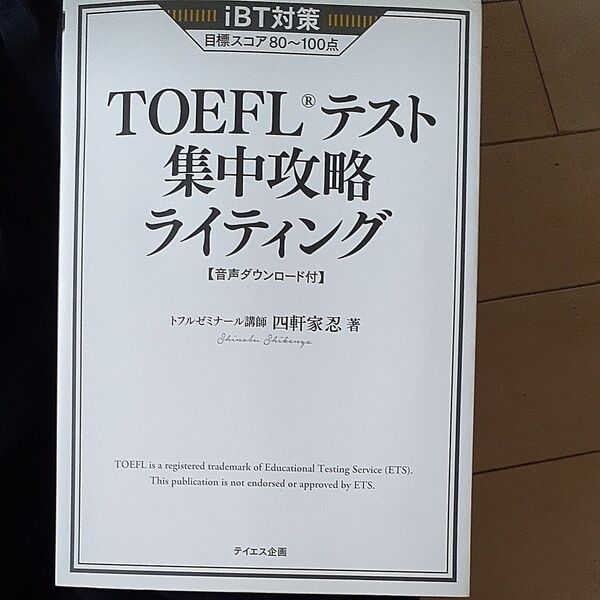 iBT対策
目標スコア80〜100点
TOEFL®テスト
集中攻略
ライティング
【音声ダウンロード付】
トフルゼミナール講師 四軒家忍 著
Shinobu Shikenya
TOEFL is a registered trademark of Educational Testing Service (ETS).
This publication is not endorsed or approved by ETS.
テイエス企画